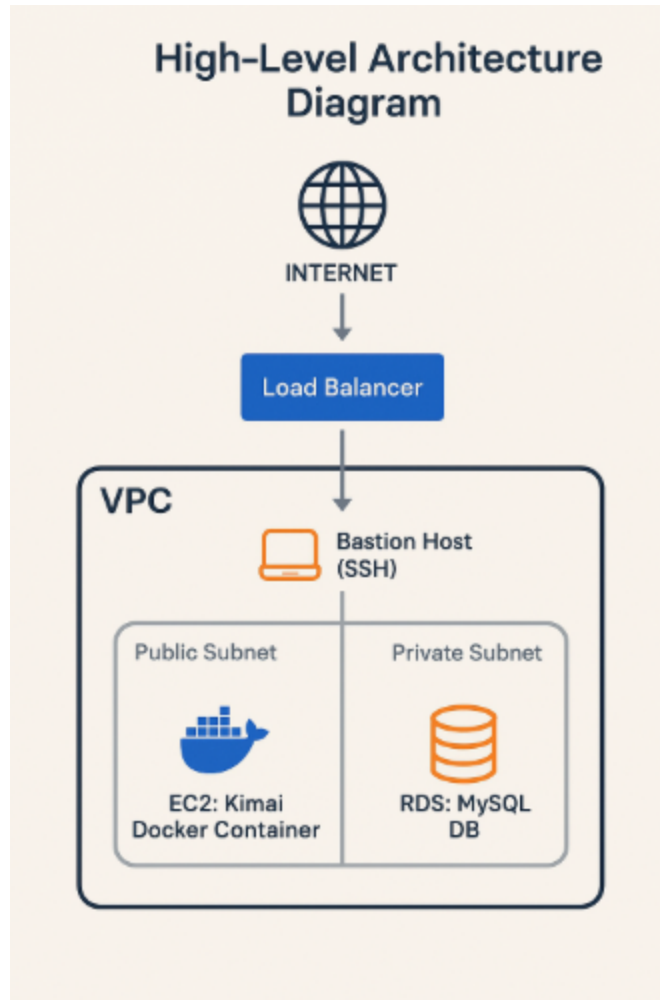 High-Level Architecture
Diagram
INTERNET
Load Balancer
VPC
Bastion Host
(SSH)
Public Subnet
Private Subnet
EC2: Kimai
Docker Container
RDS: MySQL
DB